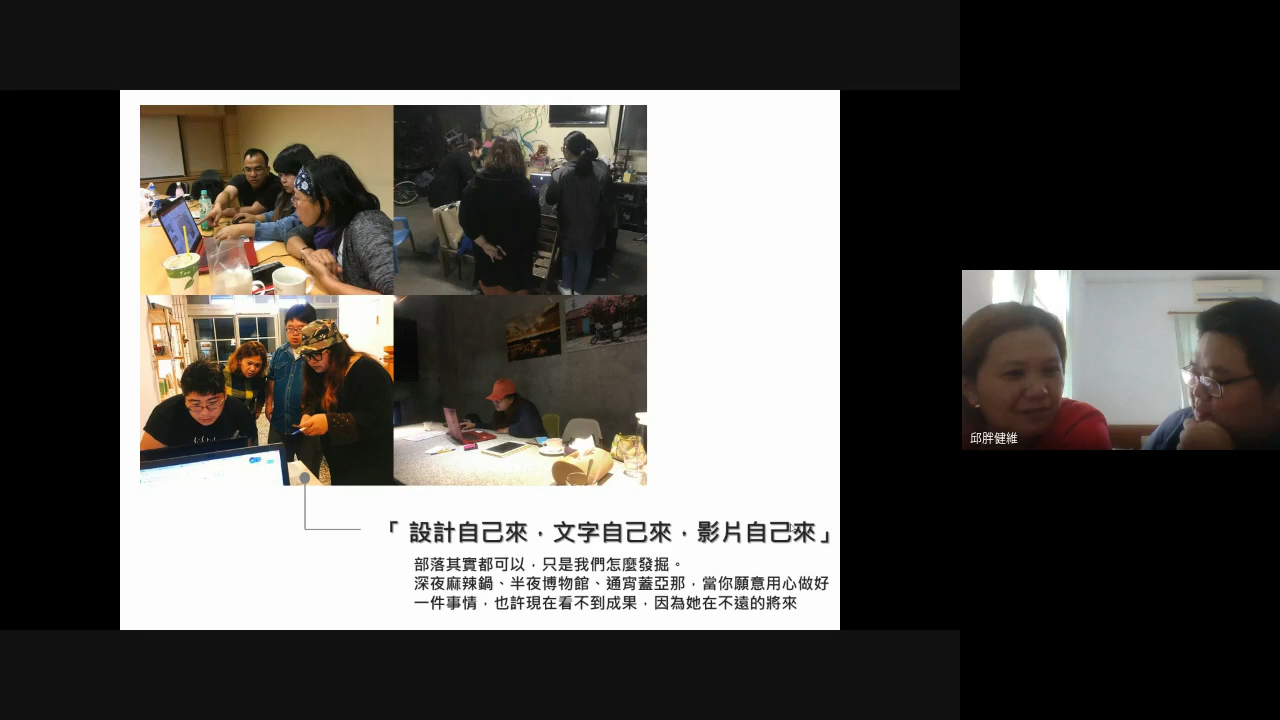 「 設計自己來，文字自己來，影片自己來」
部落其實都可以，只是我們怎麼發掘。
深夜麻辣鍋、半夜博物館、通宵蓋亞那，當你願意用心做好
一件事情，也許現在看不到成果，因為她在不遠的將來
邱胖健維